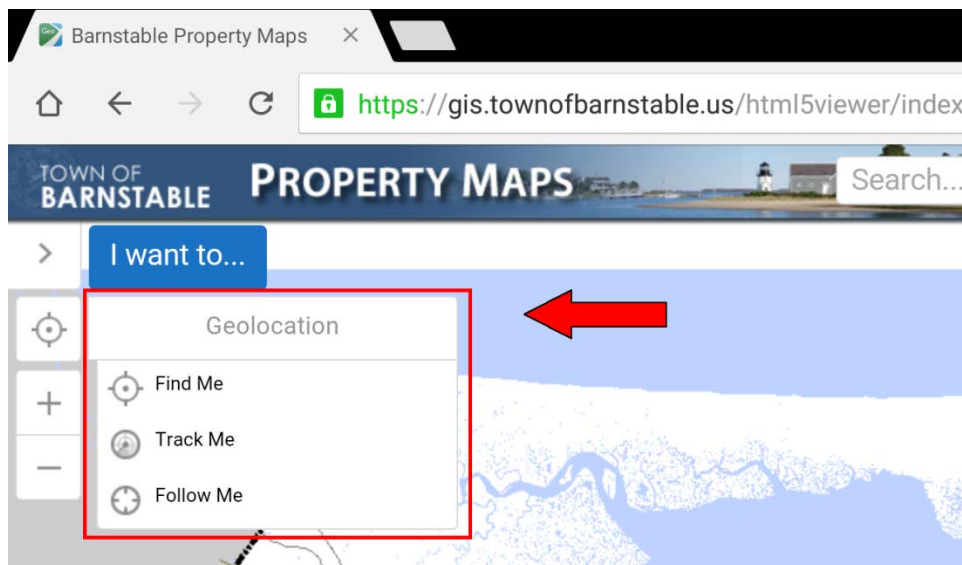 Geo
Barnstable Property Maps
https://gis.townofbarnstable.us/html5viewer/index
TOWN OF
BARNSTABLE
PROPERTY MAPS
Search...
I want to...
Geolocation
Find Me
Track Me
Follow Me